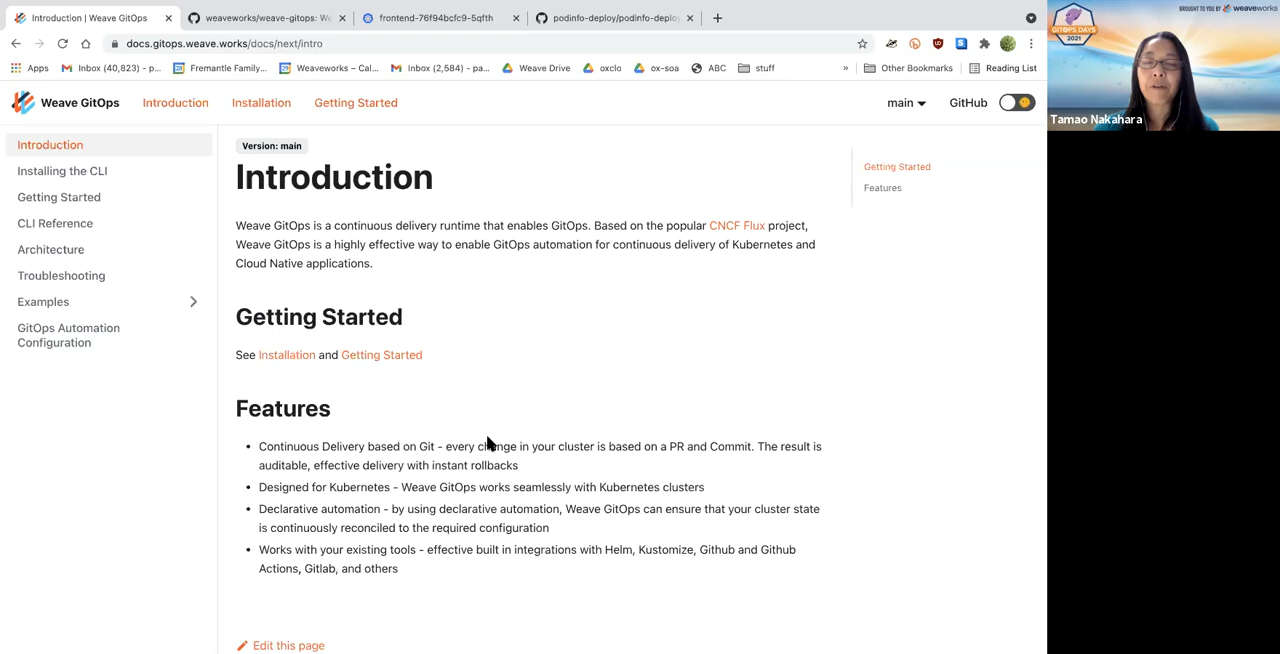 Introduction | Weave GitOps
weaveworks/weave-gitops: We
frontend-76f94bcfc9-5qfth
podinfo-deploy/podinfo-deplo
docs.gitops.weave.works/docs/next/intro
Apps
Inbox (40,823) – p...
Fremantle Family...
Weaveworks – Cal...
Inbox (2,584) – pa...
Weave Drive
oxclo
ox-soa
ABC
stuff
»
Other Bookmarks
Reading List
Weave GitOps
Introduction
Installation
Getting Started
main
GitHub
Introduction
Installing the CLI
Getting Started
CLI Reference
Architecture
Troubleshooting
Examples
GitOps Automation
Configuration
Version: main
Introduction
Weave GitOps is a continuous delivery runtime that enables GitOps. Based on the popular CNCF Flux project,
Weave GitOps is a highly effective way to enable GitOps automation for continuous delivery of Kubernetes and
Cloud Native applications.
Getting Started
See Installation and Getting Started
Features
• Continuous Delivery based on Git - every change in your cluster is based on a PR and Commit. The result is
auditable, effective delivery with instant rollbacks
• Designed for Kubernetes - Weave GitOps works seamlessly with Kubernetes clusters
• Declarative automation - by using declarative automation, Weave GitOps can ensure that your cluster state
is continuously reconciled to the required configuration
• Works with your existing tools - effective built in integrations with Helm, Kustomize, Github and Github
Actions, Gitlab, and others
Edit this page
Getting Started
Features
BROUGHT TO YOU BY weaveworks
GITOPS DAYS
2021
Tamao Nakahara